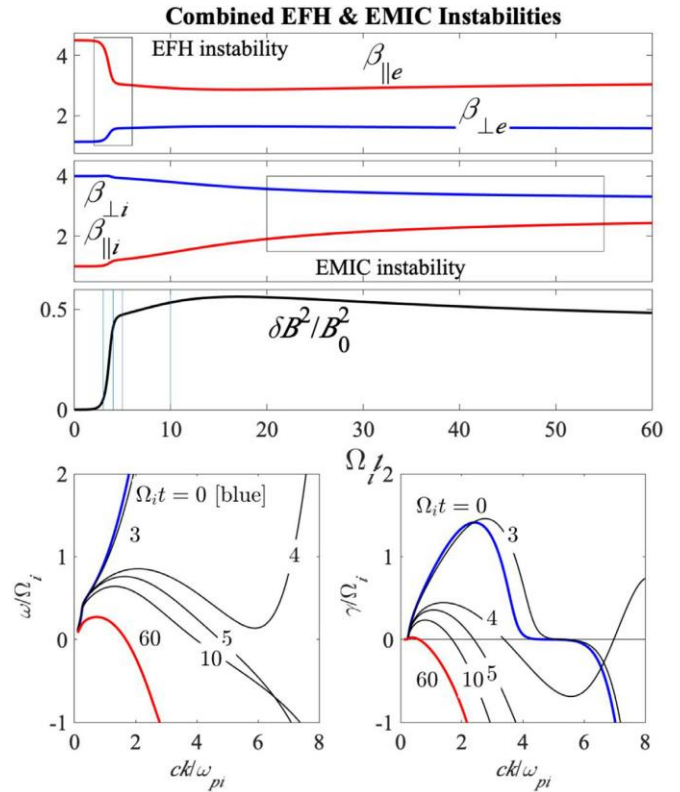 Combined EFH & EMIC Instabilities
4
2
EFH instability
β∥e
β⊥e
4
2
β⊥i
β∥i
EMIC instability
0.5
0
δB²/B₀²
0 10 20 30 40 50 60
Ωᵢt
2
1
0
-1
ω/Ωᵢ
Ωᵢt = 0 [blue]
3
4
60
5
10
0 2 4 6 8
ck/ωₚᵢ
2
1
0
-1
γ/Ωᵢ
Ωᵢt = 0
3
4
60 10 5
0 2 4 6 8
ck/ωₚᵢ